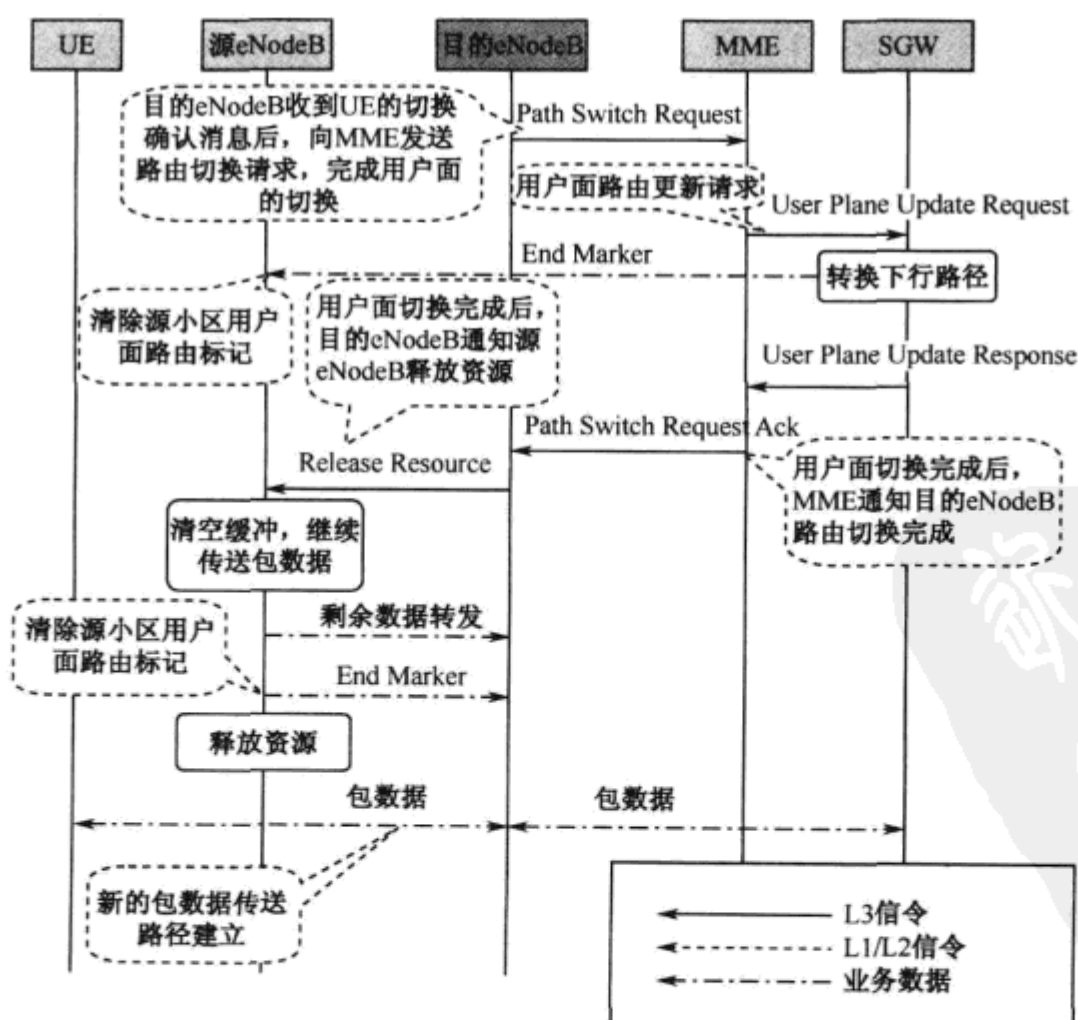 UE
源eNodeB
目的eNodeB
MME
SGW
目的eNodeB收到UE的切换
确认消息后，向MME发送
路由切换请求，完成用户面
的切换
Path Switch Request
用户面路由更新请求
User Plane Update Request
End Marker
转换下行路径
清除源小区用户
面路由标记
用户面切换完成后，
目的eNodeB通知源
eNodeB释放资源
User Plane Update Response
Path Switch Request Ack
用户面切换完成后，
MME通知目的eNodeB
路由切换完成
Release Resource
清空缓冲，继续
传送包数据
剩余数据转发
清除源小区用户
面路由标记
End Marker
释放资源
包数据
包数据
新的包数据传送
路径建立
L3信令
L1/L2信令
业务数据